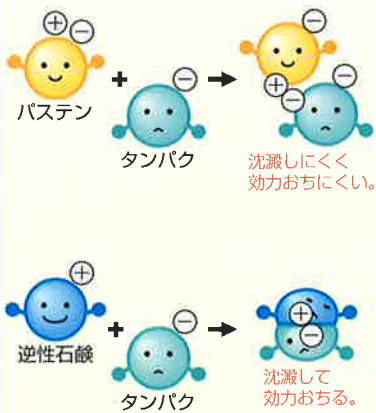 ⊕⊖
⊖
⊖
パステン
+
→
⊕⊖
⊖
タンパク
沈澱しにくく
効力おちにくい。
⊕
⊖
逆性石鹸
+
→
⊕
⊖
タンパク
沈澱して
効力おちる。